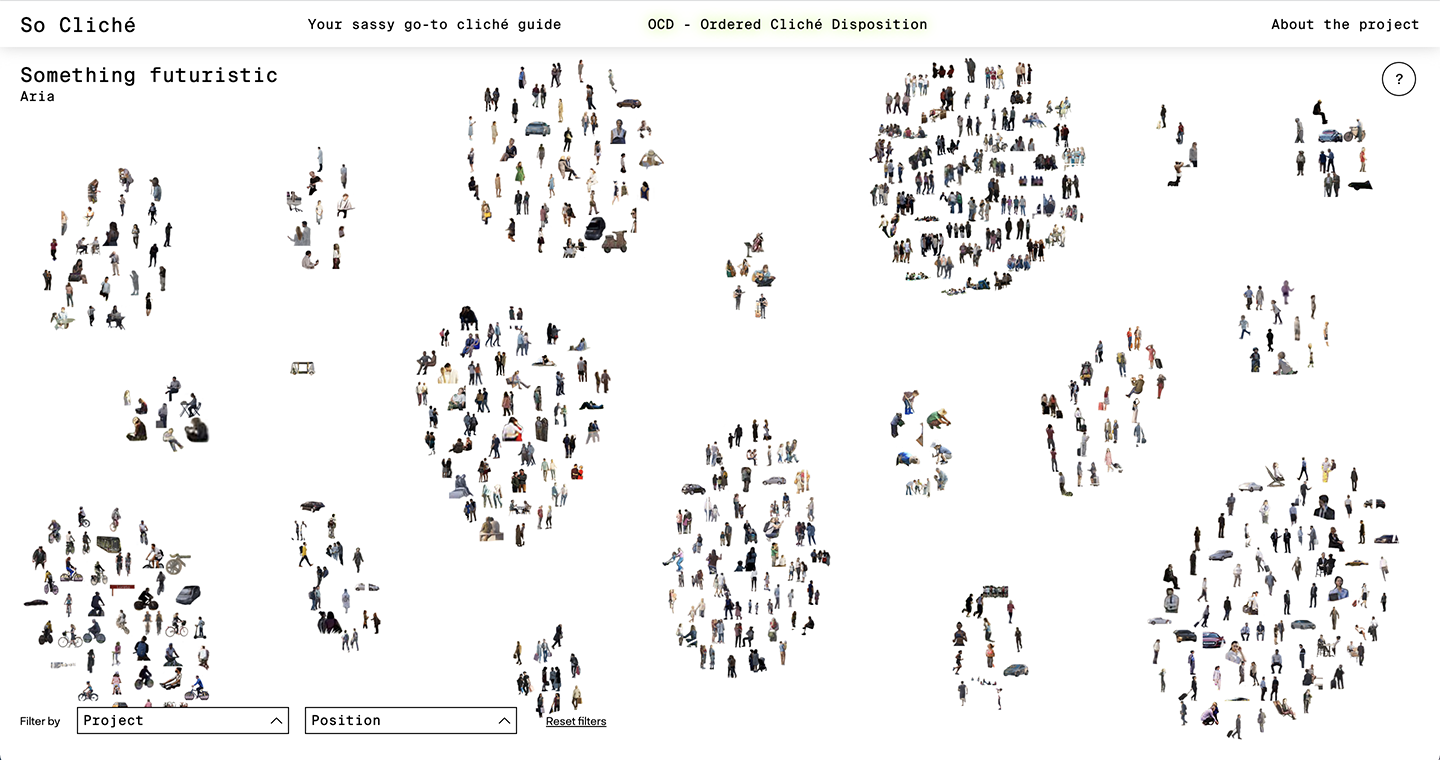 So Cliché
Your sassy go-to cliché guide
OCD - Ordered Cliché Disposition
About the project
Something futuristic
Aria
?
Filter by
Project
Position
Reset filters